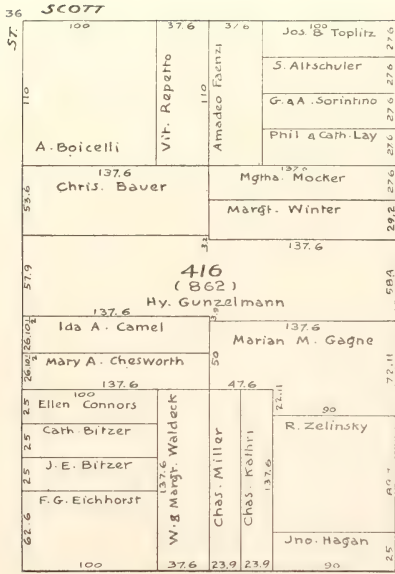 36 SCOTT
ST.
100
37.6
100
Jos. B Toplitz
27.6
110
Vit. Repetto
110
Amadeo Faenzi
S. Altschuler
27.6
G. & A. Sorintino
27.6
A. Boicelli
Phil & Cath. Lay
27.6
137.6
Chris. Bauer
53.6
137.6
Mgtha. Mocker
27.6
Margt. Winter
29.2
137.6
57.9
416
(862)
Hy. Gunzelmann
137.6
Ida A. Camel
26.10½
137.6
Marian M. Gagne
72.11
Mary A. Chesworth
26.10½
50
137.6
47.6
100
25
Ellen Connors
22.11
90
25
Cath. Bitzer
W. & Margt. Waldeck
137.6
Chas. Miller
Chas. Kathri
137.6
R. Zelinsky
25
J. E. Bitzer
F. G. Eichhorst
62.6
Jno. Hagan
25
100
37.6
23.9
23.9
90